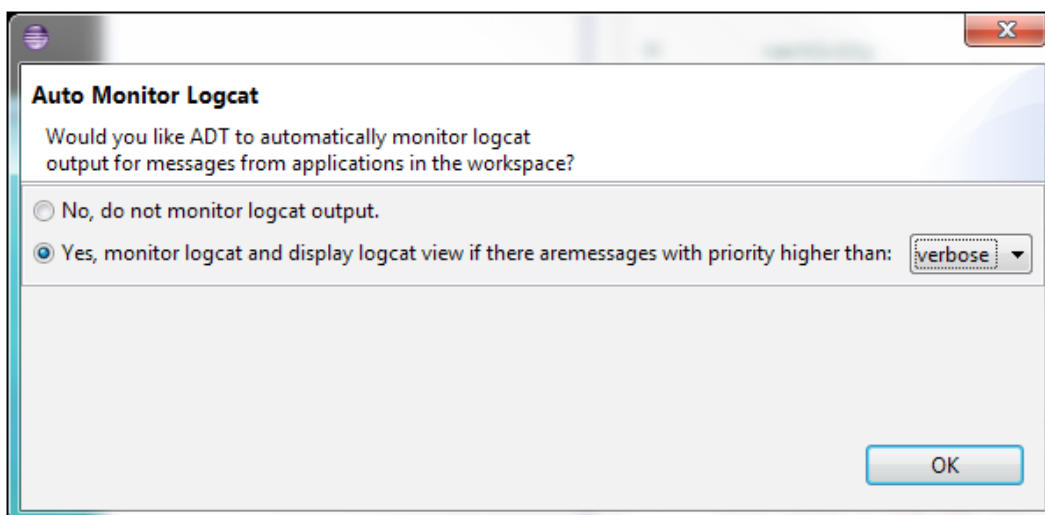 Auto Monitor Logcat
Would you like ADT to automatically monitor logcat
output for messages from applications in the workspace?
No, do not monitor logcat output.
Yes, monitor logcat and display logcat view if there aremessages with priority higher than: verbose
OK